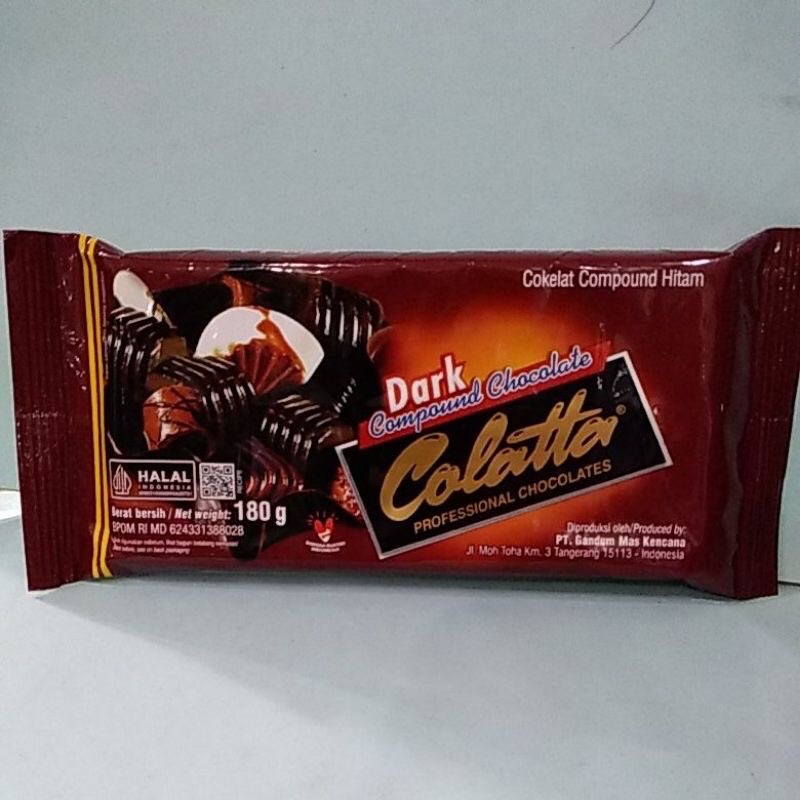 Cokelat Compound Hitam
Dark
Compound Chocolate
Colatta®
PROFESSIONAL CHOCOLATES
HALAL
INDONESIA
RECIPE
Berat bersih / Net weight: 180 g
BPOM RI MD 624331388028
Diproduksi oleh/Produced by:
PT. Gandum Mas Kencana
Jl. Moh Toha Km. 3 Tangerang 15113 - Indonesia